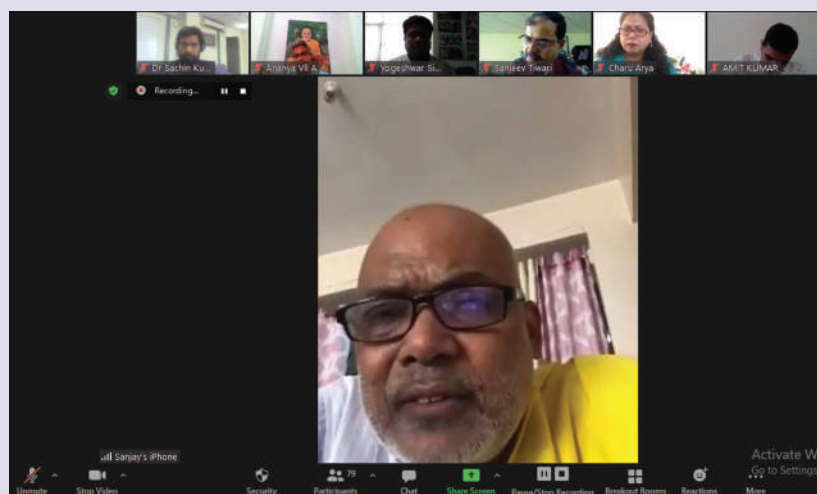 Dr Sachin Ku...
Ananya VII A
Yogeshwar Si...
Sanjeev Tiwari
Charu Arya
AMIT KUMAR
Recording...
Sanjay's iPhone
Activate W
Go to Settings
Unmute
Stop Video
Security
79
Participants
Chat
Share Screen
Pause/Stop Recording
Breakout Rooms
Reactions
More